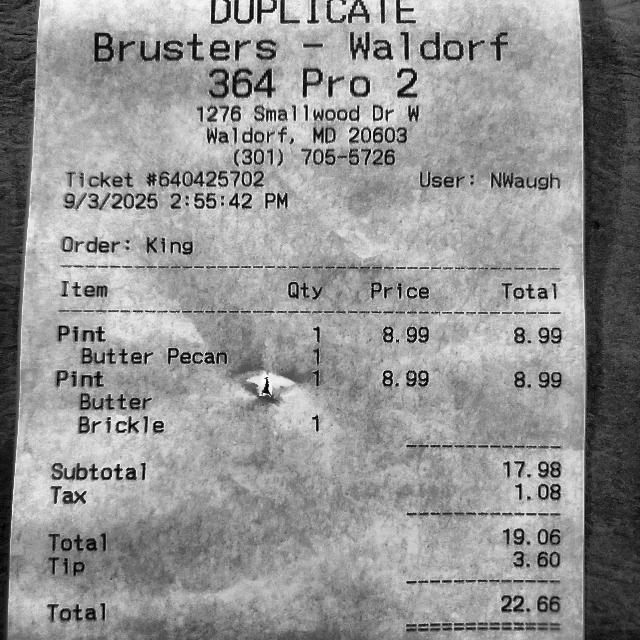 DUPLICATE
Brusters - Waldorf
364 Pro 2
1276 Smallwood Dr W
Waldorf, MD 20603
(301) 705-5726
Ticket #640425702 User: NWaugh
9/3/2025 2:55:42 PM
Order: King
Item Qty Price Total
Pint 1 8.99 8.99
Butter Pecan 1
Pint 1 8.99 8.99
Butter
Brickle 1
Subtotal 17.98
Tax 1.08
Total 19.06
Tip 3.60
Total 22.66